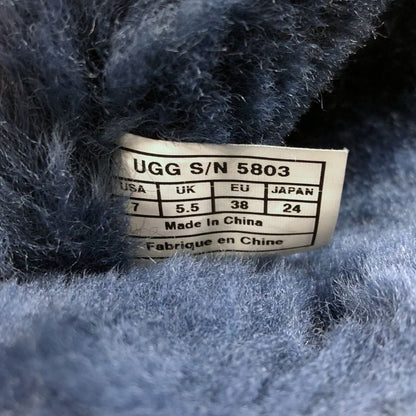 UGG S/N 5803
USA UK EU JAPAN
7 5.5 38 24
Made In China
Fabrique en Chine